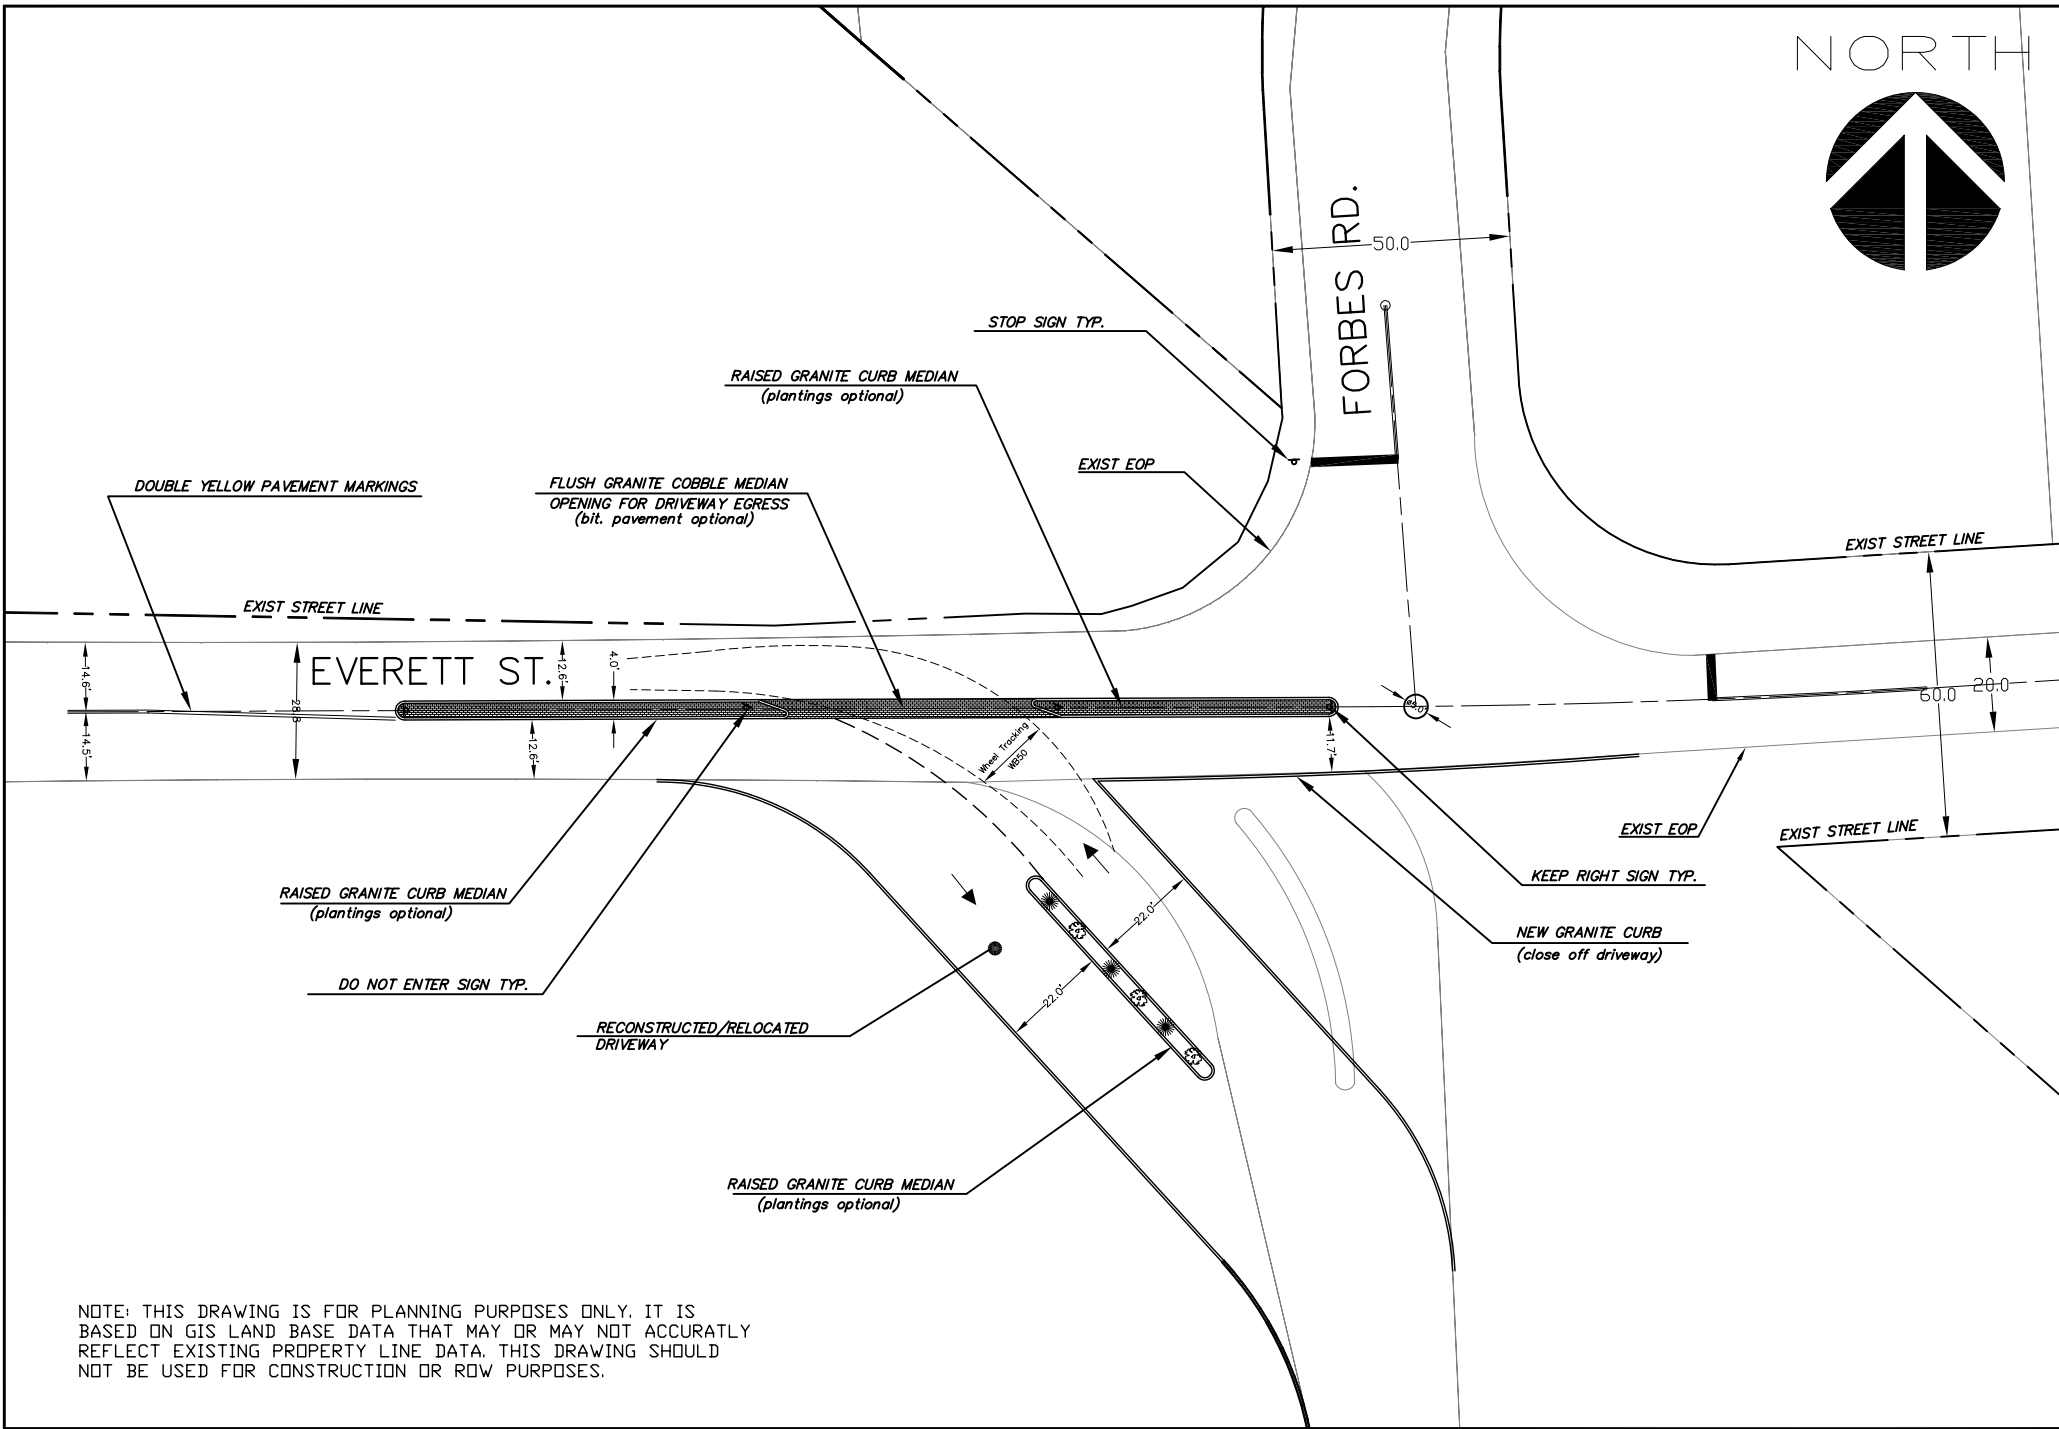 NORTH
FORBES RD.
50.0
STOP SIGN TYP.
RAISED GRANITE CURB MEDIAN
(plantings optional)
EXIST EOP
DOUBLE YELLOW PAVEMENT MARKINGS
FLUSH GRANITE COBBLE MEDIAN
OPENING FOR DRIVEWAY EGRESS
(bit. pavement optional)
EXIST STREET LINE
EXIST STREET LINE
EVERETT ST.
14.6'
14.5'
28.8
12.6'
12.6'
4.0'
Wheel Tracking
WB50
11.7'
60.0
20.0
EXIST EOP
EXIST STREET LINE
KEEP RIGHT SIGN TYP.
NEW GRANITE CURB
(close off driveway)
RAISED GRANITE CURB MEDIAN
(plantings optional)
DO NOT ENTER SIGN TYP.
22.0'
22.0'
RECONSTRUCTED/RELOCATED
DRIVEWAY
RAISED GRANITE CURB MEDIAN
(plantings optional)
NOTE: THIS DRAWING IS FOR PLANNING PURPOSES ONLY. IT IS
BASED ON GIS LAND BASE DATA THAT MAY OR MAY NOT ACCURATLY
REFLECT EXISTING PROPERTY LINE DATA. THIS DRAWING SHOULD
NOT BE USED FOR CONSTRUCTION OR ROW PURPOSES.